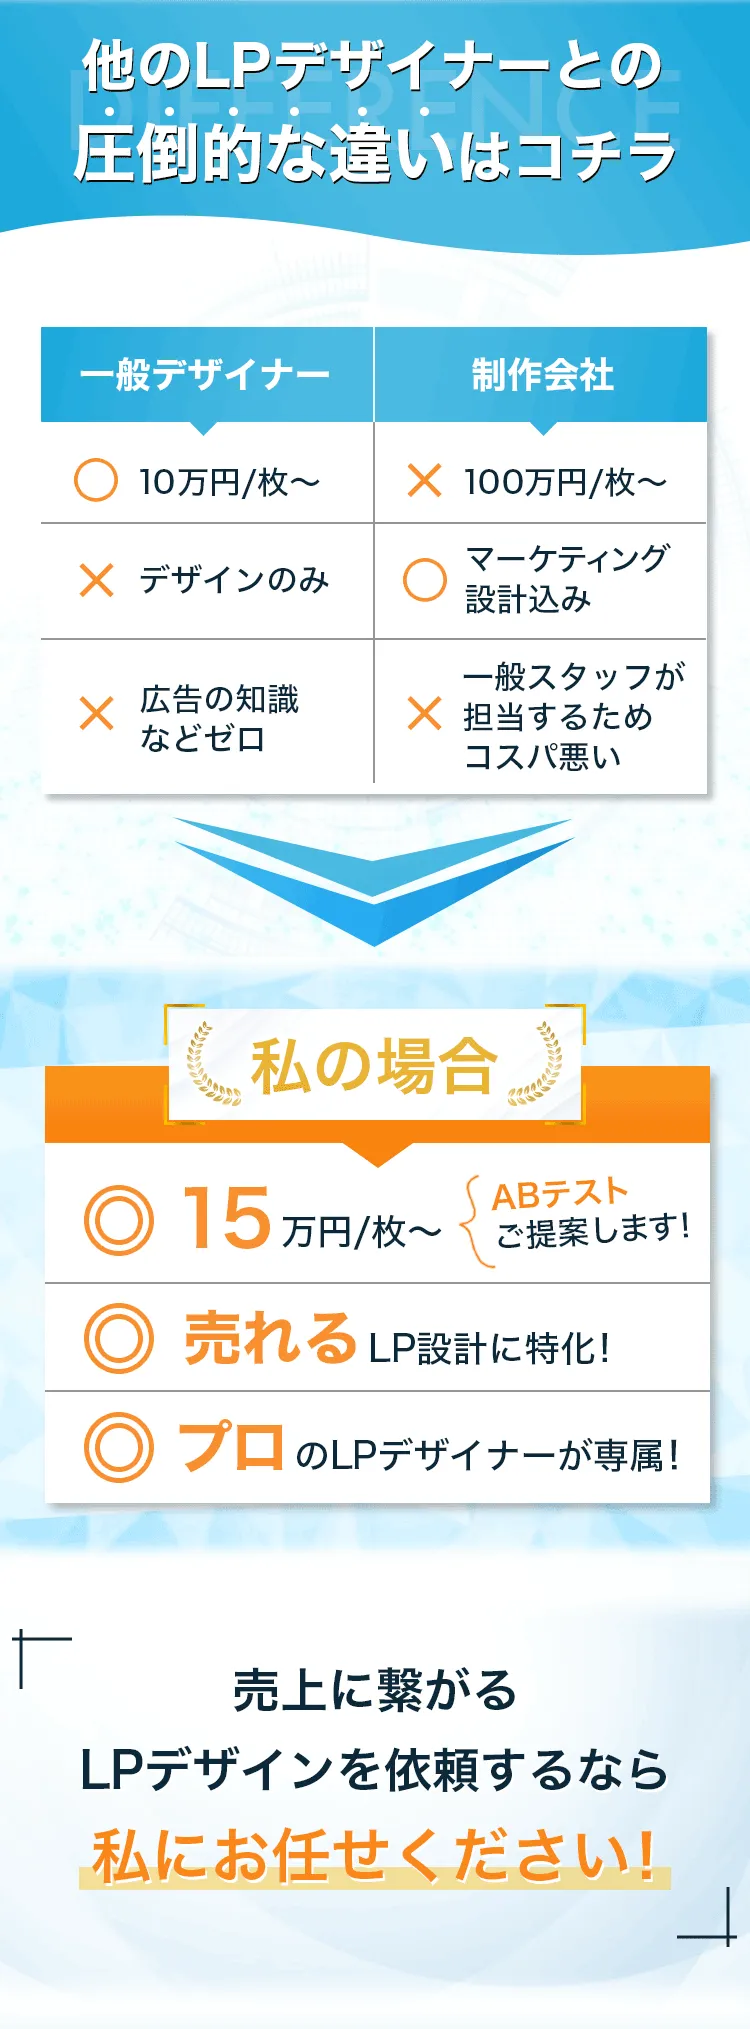 DIFFERENCE
他のLPデザイナーとの
圧倒的な違いはコチラ
一般デザイナー
制作会社
○ 10万円/枚〜
× 100万円/枚〜
× デザインのみ
○ マーケティング
設計込み
× 広告の知識
などゼロ
× 一般スタッフが
担当するため
コスパ悪い
私の場合
◎ 15万円/枚〜
ABテスト
ご提案します!
◎ 売れるLP設計に特化!
◎ プロのLPデザイナーが専属!
売上に繋がる
LPデザインを依頼するなら
私にお任せください!